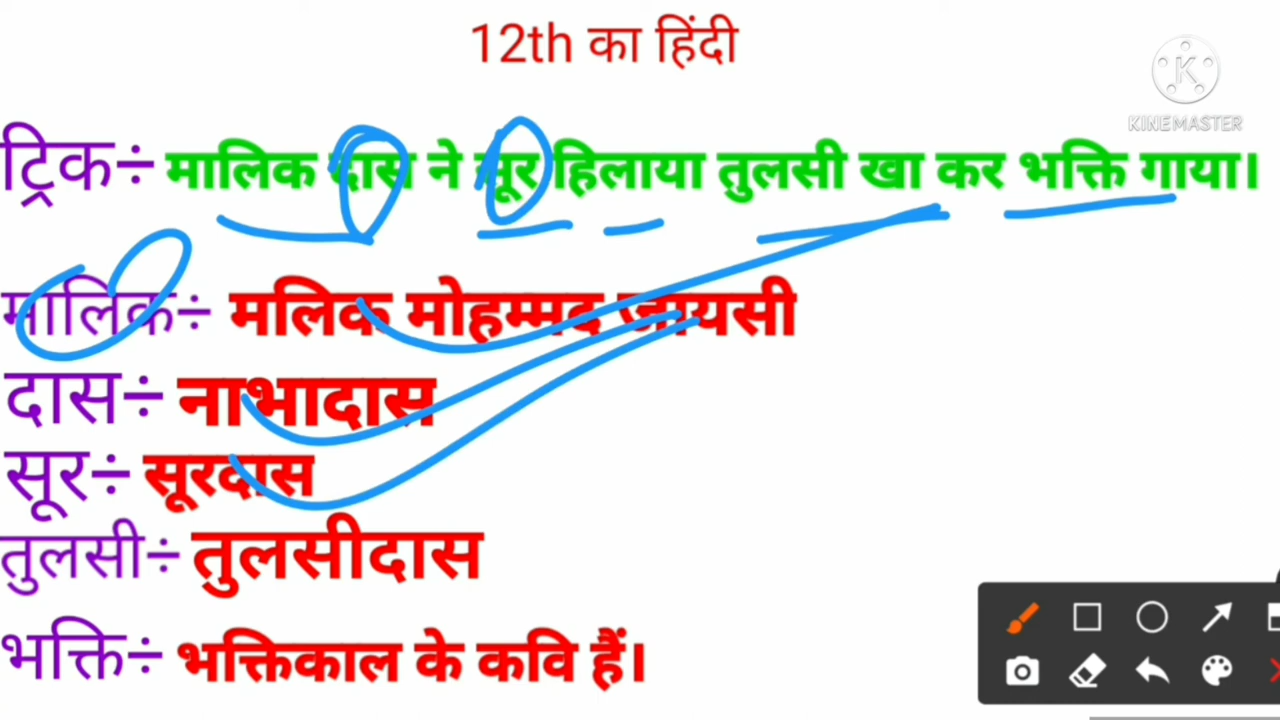 12th का हिंदी
KINEMASTER
ट्रिक÷ मालिक दास ने सूर हिलाया तुलसी खा कर भक्ति गाया।
मालिक÷ मलिक मोहम्मद जायसी
दास÷ नाभादास
सूर÷ सूरदास
तुलसी÷ तुलसीदास
भक्ति÷ भक्तिकाल के कवि हैं।